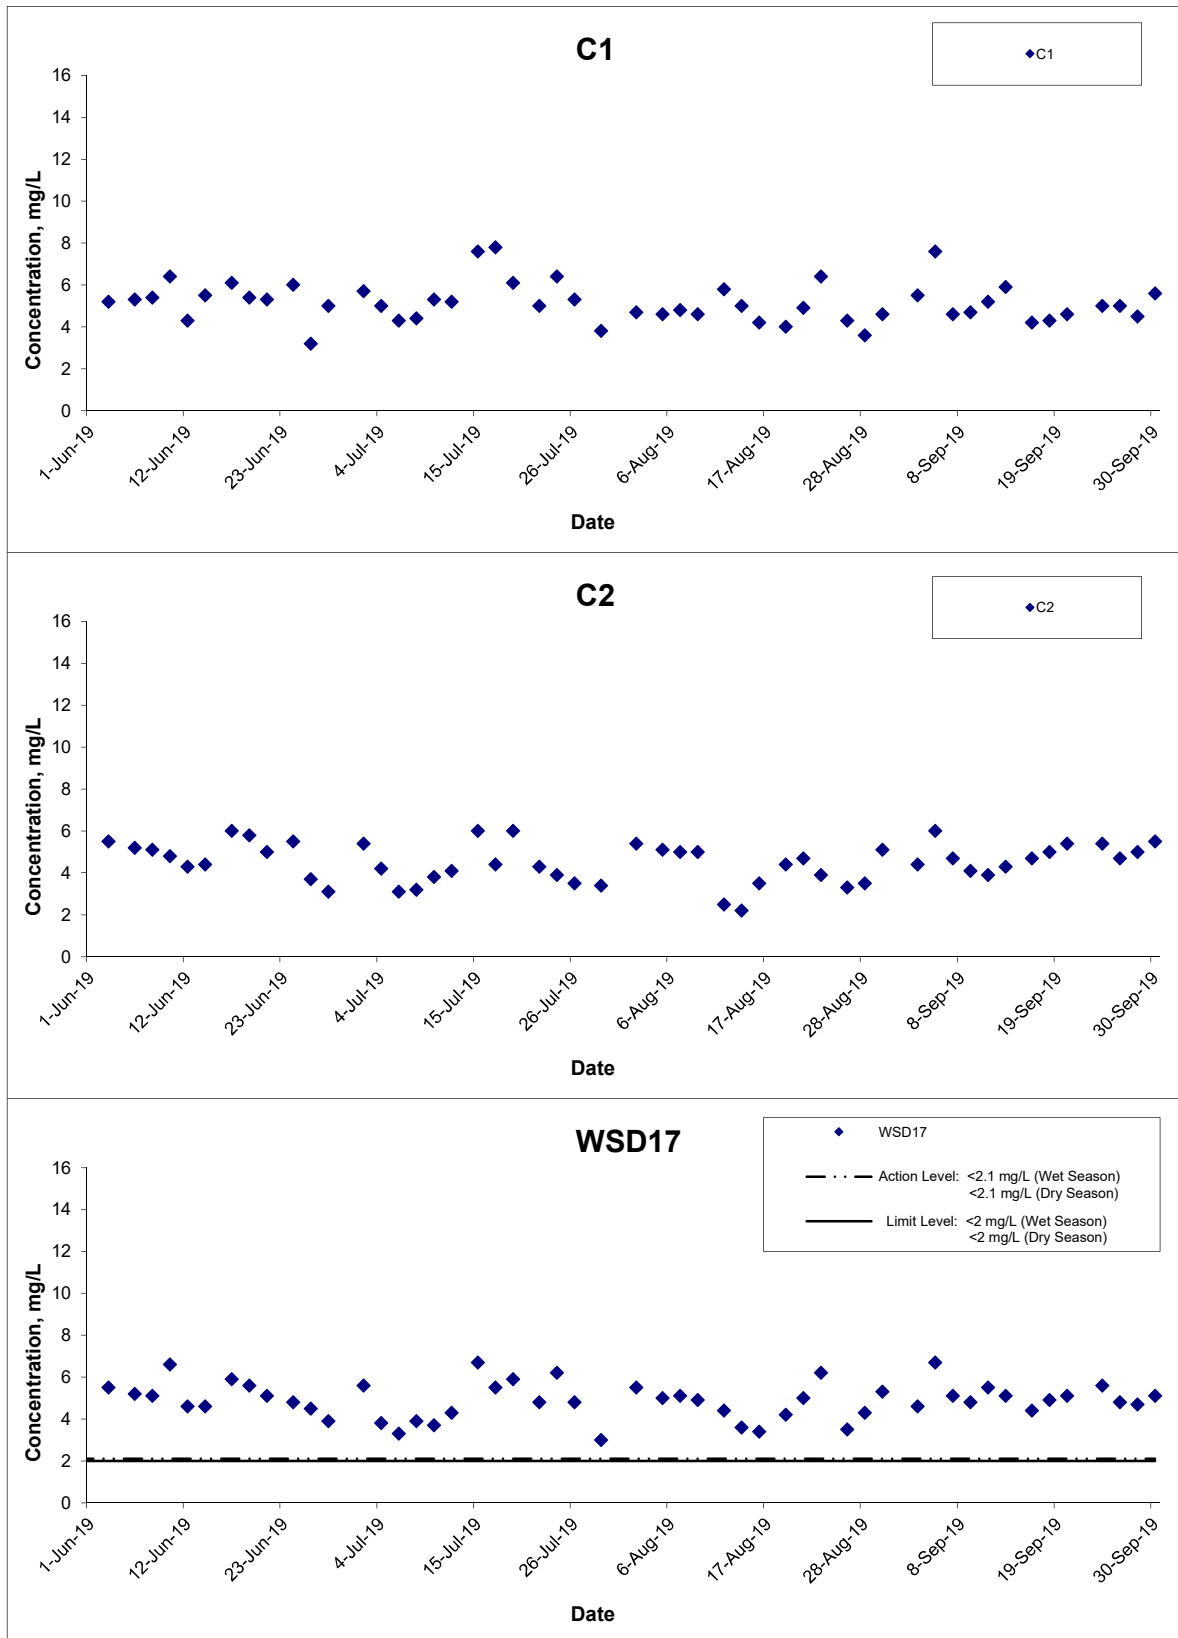 C1
C1
16
14
12
10
8
6
4
2
0
Concentration, mg/L
1-Jun-19
12-Jun-19
23-Jun-19
4-Jul-19
15-Jul-19
26-Jul-19
6-Aug-19
17-Aug-19
28-Aug-19
8-Sep-19
19-Sep-19
30-Sep-19
Date
C2
C2
16
14
12
10
8
6
4
2
0
Concentration, mg/L
1-Jun-19
12-Jun-19
23-Jun-19
4-Jul-19
15-Jul-19
26-Jul-19
6-Aug-19
17-Aug-19
28-Aug-19
8-Sep-19
19-Sep-19
30-Sep-19
Date
WSD17
WSD17
Action Level: <2.1 mg/L (Wet Season)
<2.1 mg/L (Dry Season)
Limit Level: <2 mg/L (Wet Season)
<2 mg/L (Dry Season)
16
14
12
10
8
6
4
2
0
Concentration, mg/L
1-Jun-19
12-Jun-19
23-Jun-19
4-Jul-19
15-Jul-19
26-Jul-19
6-Aug-19
17-Aug-19
28-Aug-19
8-Sep-19
19-Sep-19
30-Sep-19
Date